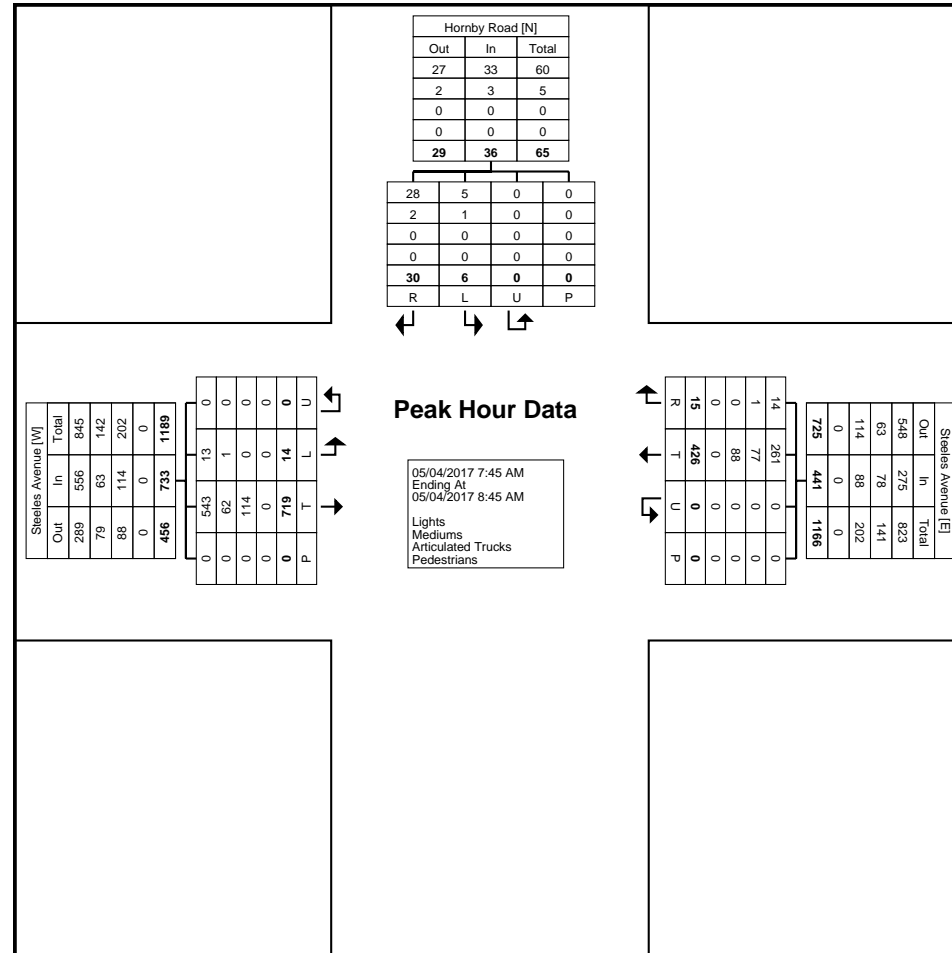 Hornby Road [N]
Out In Total
27 33 60
2 3 5
0 0 0
0 0 0
29 36 65
28 5 0 0
2 1 0 0
0 0 0 0
0 0 0 0
30 6 0 0
R L U P
Steeles Avenue [W]
Total 845 142 202 0 1189
In 556 63 114 0 733
Out 289 79 88 0 456
0 0 0 0 0 U
13 1 0 0 14 L
543 62 114 0 719 T
0 0 0 0 0 P
Peak Hour Data
05/04/2017 7:45 AM
Ending At
05/04/2017 8:45 AM
Lights
Mediums
Articulated Trucks
Pedestrians
R 15 0 0 1 14
T 426 0 88 77 261
U 0 0 0 0 0
P 0 0 0 0 0
Steeles Avenue [E]
Out In Total
548 275 823
63 78 141
114 88 202
0 0 0
725 441 1166